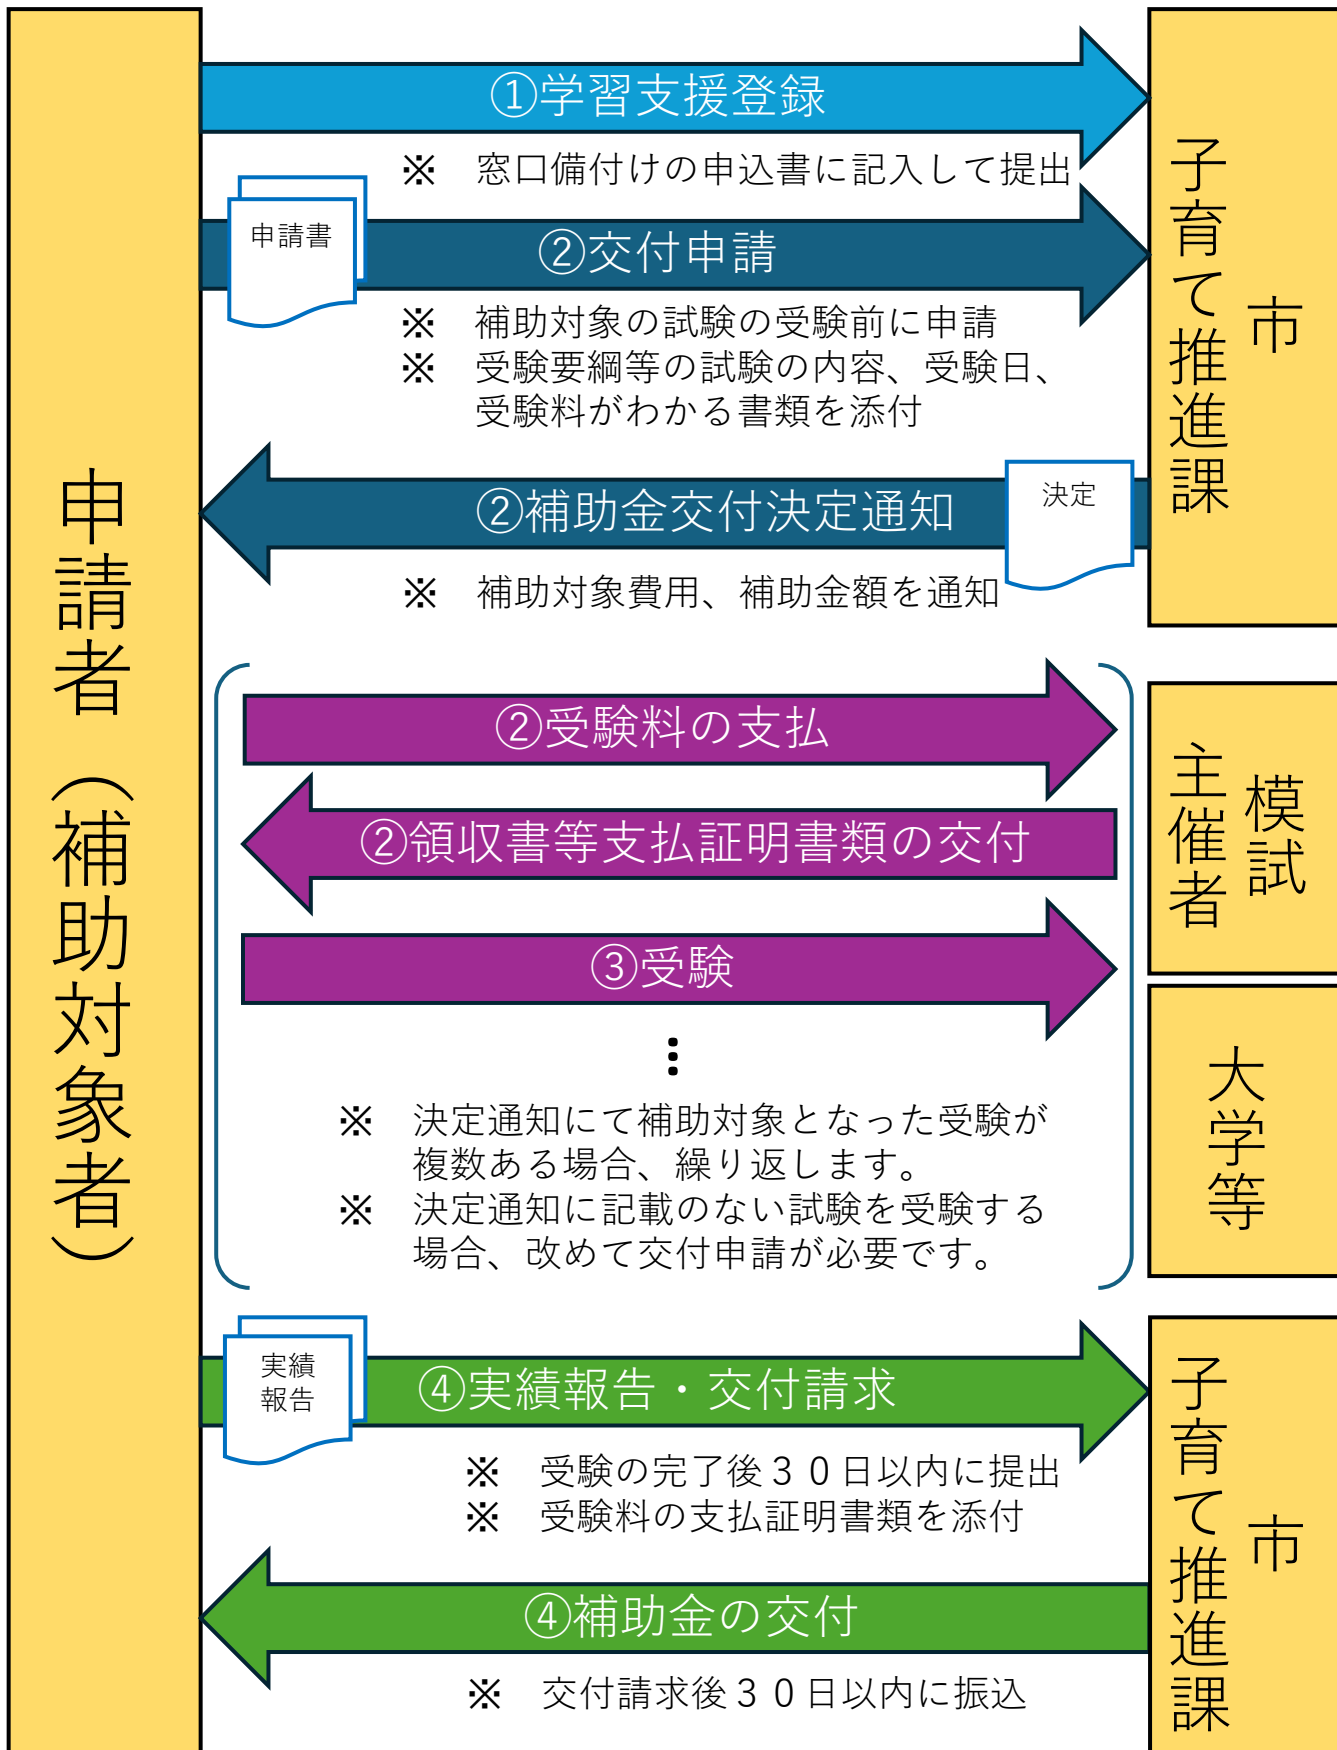 申請者（補助対象者）
①学習支援登録
※　窓口備付けの申込書に記入して提出
申請書
②交付申請
※　補助対象の試験の受験前に申請
※　受験要綱等の試験の内容、受験日、
受験料がわかる書類を添付
②補助金交付決定通知
決定
※　補助対象費用、補助金額を通知
市
子育て推進課
②受験料の支払
②領収書等支払証明書類の交付
③受験
⋮
※　決定通知にて補助対象となった受験が
複数ある場合、繰り返します。
※　決定通知に記載のない試験を受験する
場合、改めて交付申請が必要です。
模試
主催者
大学等
実績
報告
④実績報告・交付請求
※　受験の完了後３０日以内に提出
※　受験料の支払証明書類を添付
④補助金の交付
※　交付請求後３０日以内に振込
市
子育て推進課